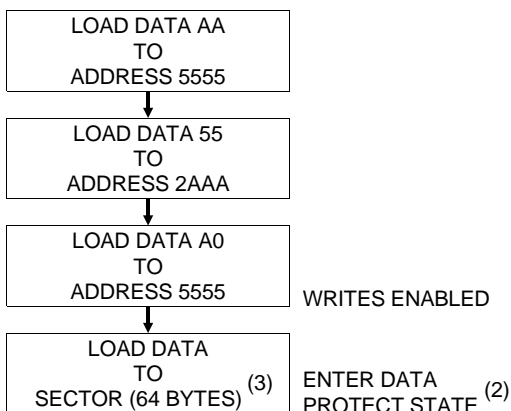 LOAD DATA AA
TO
ADDRESS 5555
LOAD DATA 55
TO
ADDRESS 2AAA
LOAD DATA A0
TO
ADDRESS 5555
WRITES ENABLED
LOAD DATA
TO
SECTOR (64 BYTES) (3)
ENTER DATA
PROTECT STATE (2)